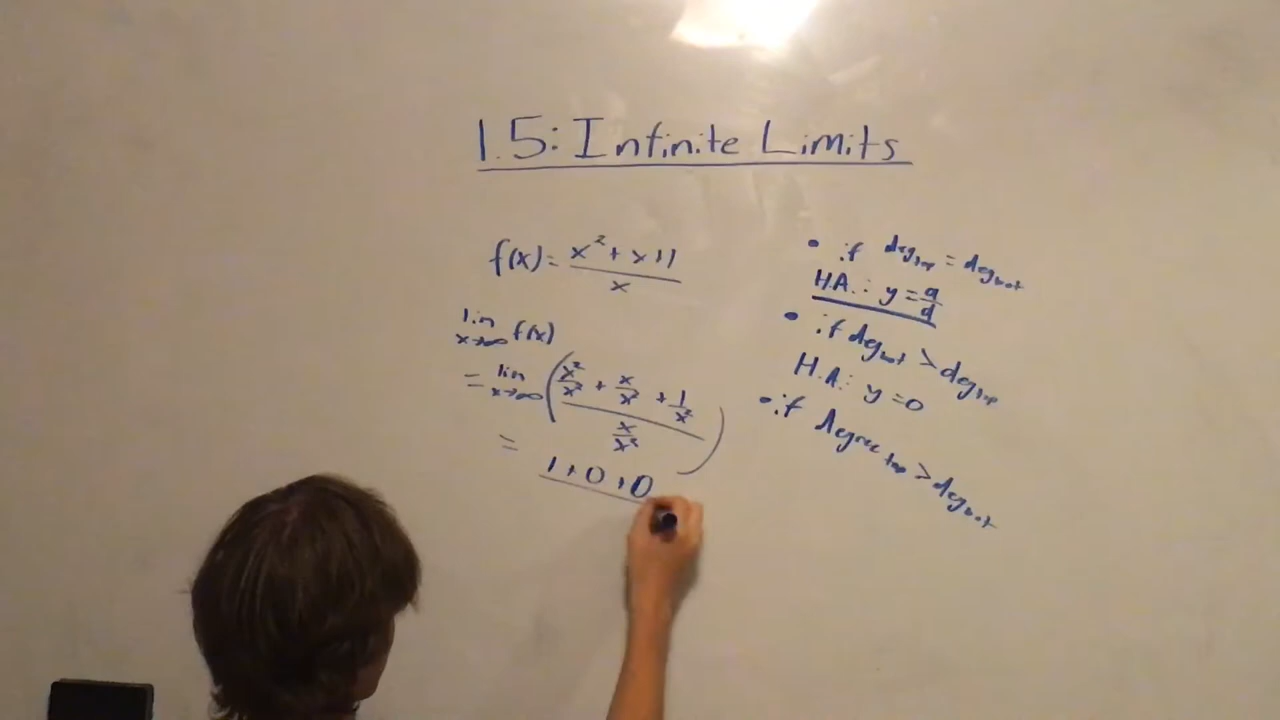 1.5: Infinite Limits
f(x) = x² + x + 1 / x
lim x→∞ f(x)
= lim x→∞ (x²/x² + x/x² + 1/x² / x/x²)
= 1 + 0 + 0
• if deg top = deg bot
H.A.: y = a/d
• if deg bot > deg top
H.A.: y = 0
• if degree top > deg bot